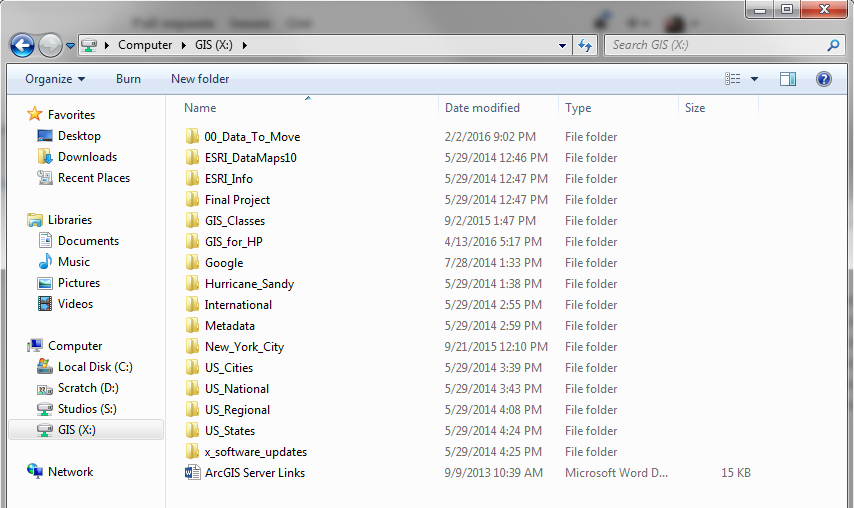 Computer GIS (X:) Search GIS (X:)
Organize Burn New folder
Favorites
Desktop
Downloads
Recent Places
Libraries
Documents
Music
Pictures
Videos
Computer
Local Disk (C:)
Scratch (D:)
Studios (S:)
GIS (X:)
Network
Name Date modified Type Size
00_Data_To_Move 2/2/2016 9:02 PM File folder
ESRI_DataMaps10 5/29/2014 12:46 PM File folder
ESRI_Info 5/29/2014 12:47 PM File folder
Final Project 5/29/2014 12:47 PM File folder
GIS_Classes 9/2/2015 1:47 PM File folder
GIS_for_HP 4/13/2016 5:17 PM File folder
Google 7/28/2014 1:33 PM File folder
Hurricane_Sandy 5/29/2014 1:38 PM File folder
International 5/29/2014 2:55 PM File folder
Metadata 5/29/2014 2:59 PM File folder
New_York_City 9/21/2015 12:10 PM File folder
US_Cities 5/29/2014 3:39 PM File folder
US_National 5/29/2014 3:43 PM File folder
US_Regional 5/29/2014 4:08 PM File folder
US_States 5/29/2014 4:24 PM File folder
x_software_updates 5/29/2014 4:25 PM File folder
ArcGIS Server Links 9/9/2013 10:39 AM Microsoft Word D... 15 KB